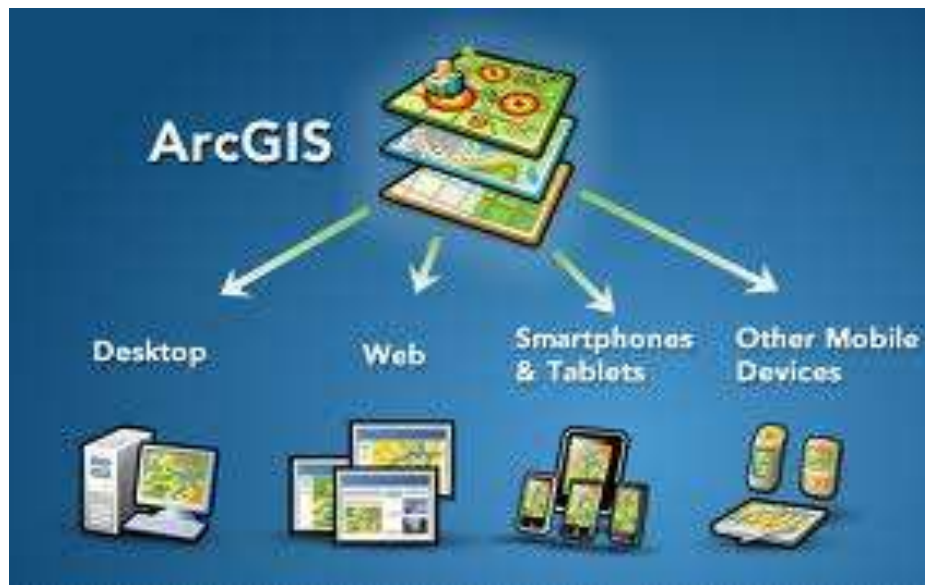 ArcGIS
Desktop
Web
Smartphones
& Tablets
Other Mobile
Devices